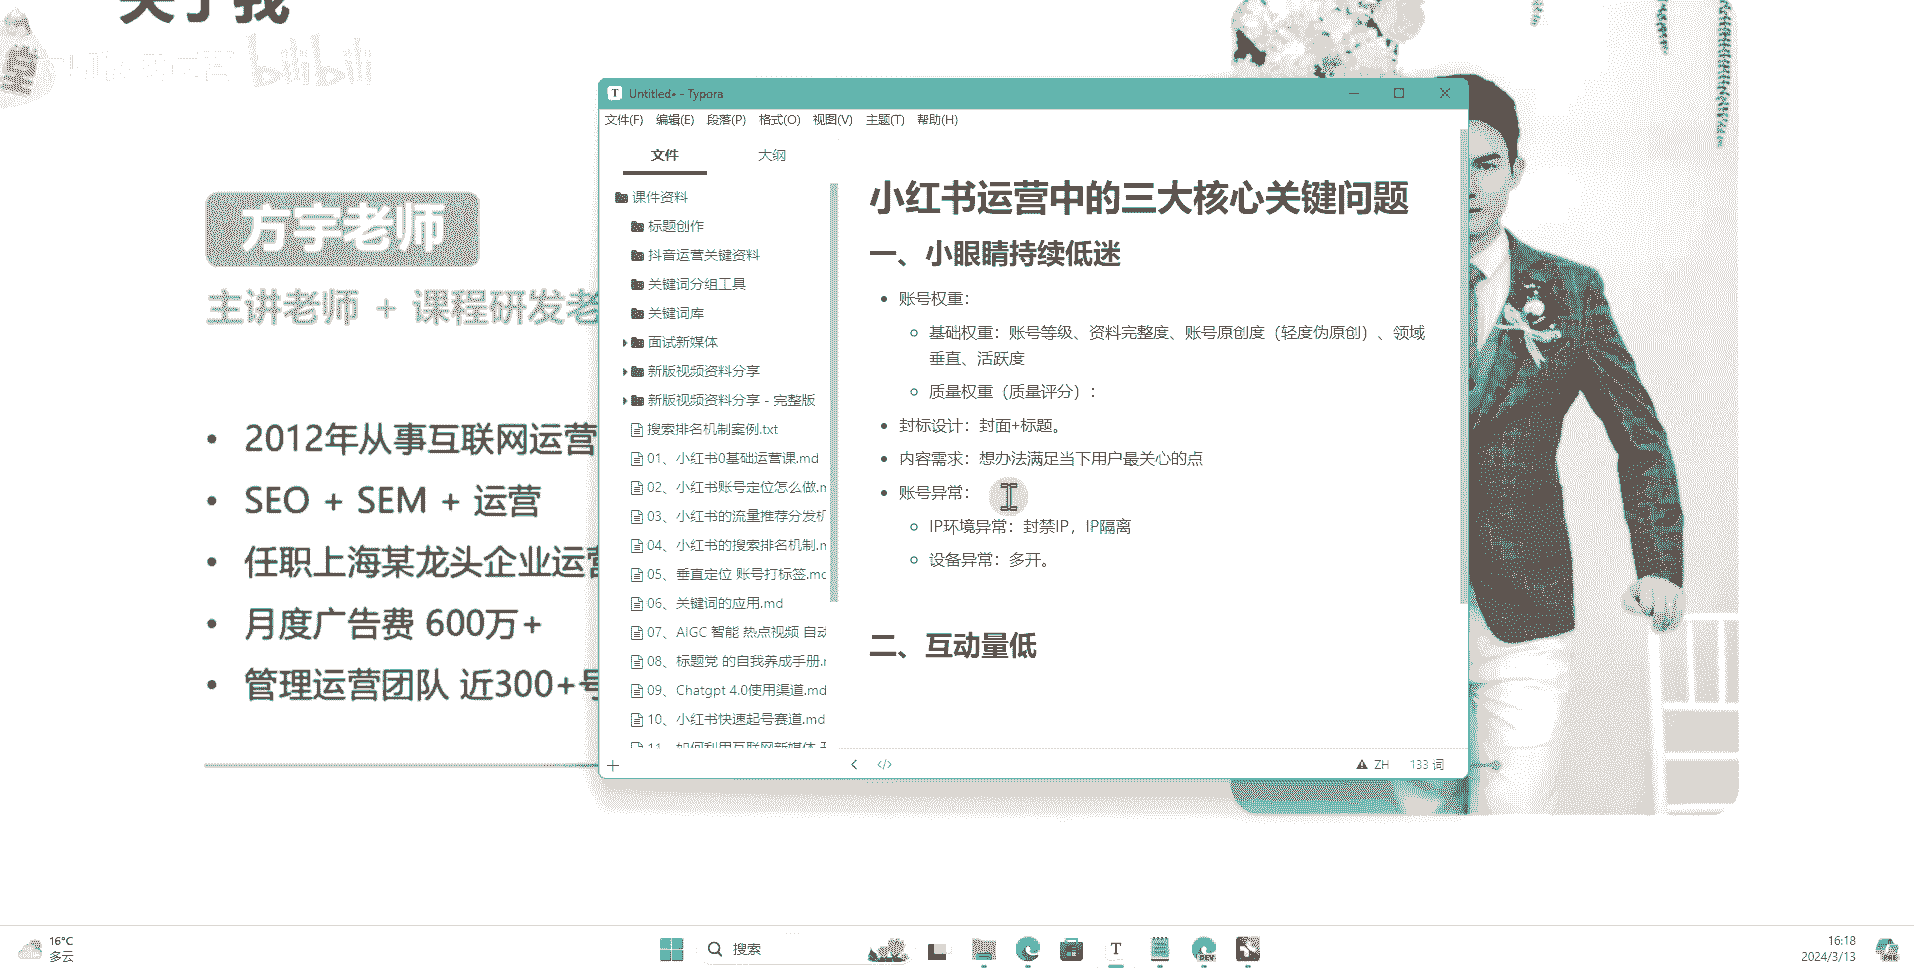 关于我
bilibili
方宇老师
主讲老师 + 课程研发老
2012年从事互联网运营
SEO + SEM + 运营
任职上海某龙头企业运营
月度广告费 600万+
管理运营团队 近300+号
Untitled• - Typora
文件(F) 编辑(E) 段落(P) 格式(O) 视图(V) 主题(T) 帮助(H)
文件 大纲
课件资料
标题创作
抖音运营关键资料
关键词分组工具
关键词库
面试新媒体
新版视频资料分享
新版视频资料分享 - 完整版
搜索排名机制案例.txt
01、小红书0基础运营课.md
02、小红书账号定位怎么做.m
03、小红书的流量推荐分发机
04、小红书的搜索排名机制.m
05、垂直定位 账号打标签.mc
06、关键词的应用.md
07、AIGC 智能 热点视频 自动
08、标题党 的自我养成手册.r
09、Chatgpt 4.0使用渠道.md
10、小红书快速起号赛道.md
11、如何利用互联网新媒体
小红书运营中的三大核心关键问题
一、小眼睛持续低迷
账号权重：
基础权重：账号等级、资料完整度、账号原创度（轻度伪原创）、领域
垂直、活跃度
质量权重（质量评分）：
封标设计：封面+标题。
内容需求：想办法满足当下用户最关心的点
账号异常：
IP环境异常：封禁IP，IP隔离
设备异常：多开。
二、互动量低
ZH 133 词
16°C
多云
搜索
T
DEV
16:18
2024/3/13
PRE